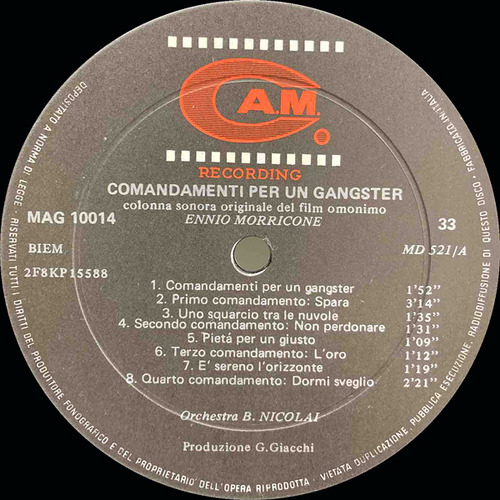 C.A.M.
RECORDING
COMANDAMENTI PER UN GANGSTER
colonna sonora originale del film omonimo
ENNIO MORRICONE
MAG 10014
33
BIEM
MD 521/A
2F8KP15588
1. Comandamenti per un gangster 1'52"
2. Primo comandamento: Spara 3'14"
3. Uno squarcio tra le nuvole 1'35"
4. Secondo comandamento: Non perdonare 1'31"
5. Pietá per un giusto 1'09"
6. Terzo comandamento: L'oro 1'12"
7. E' sereno l'orizzonte 1'19"
8. Quarto comandamento: Dormi sveglio 2'21"
Orchestra B. NICOLAI
Produzione G. Giacchi
DEPOSITATO A NORMA DI LEGGE - RISERVATI TUTTI I DIRITTI DEL PRODUTTORE FONOGRAFICO E DEL PROPRIETARIO DELL'OPERA RIPRODOTTA - VIETATA DUPLICAZIONE, PUBBLICA ESECUZIONE, RADIODIFFUSIONE DI QUESTO DISCO - FABBRICATO IN ITALIA